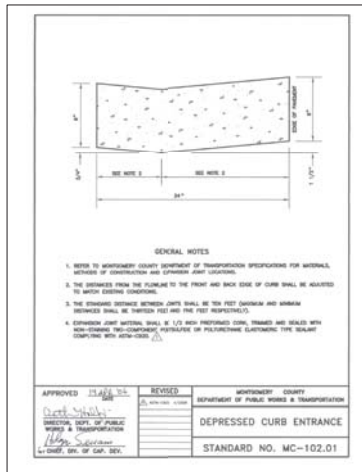 8"
EDGE OF PAVEMENT
8"
3/4"
SEE NOTE 2
SEE NOTE 2
1 1/2"
24"
GENERAL NOTES
1. REFER TO MONTGOMERY COUNTY DEPARTMENT OF TRANSPORTATION SPECIFICATIONS FOR MATERIALS,
METHODS OF CONSTRUCTION AND EXPANSION JOINT LOCATIONS.
2. THE DISTANCES FROM THE FLOWLINE TO THE FRONT AND BACK EDGE OF CURB SHALL BE ADJUSTED
TO MATCH EXISTING CONDITIONS.
3. THE STANDARD DISTANCE BETWEEN JOINTS SHALL BE TEN FEET (MAXIMUM AND MINIMUM
DISTANCES SHALL BE THIRTEEN FEET AND FIVE FEET RESPECTIVELY).
4. EXPANSION JOINT MATERIAL SHALL BE 1/2 INCH PREFORMED CORK, TRIMMED AND SEALED WITH
NON-STAINING TWO-COMPONENT POLYSULFIDE OR POLYURETHANE ELASTOMERIC TYPE SEALANT
COMPLYING WITH ASTM-C920.
APPROVED
DATE
DIRECTOR, DEPT. OF PUBLIC
WORKS & TRANSPORTATION
CHIEF, DIV. OF CAP. DEV.
REVISED
MONTGOMERY COUNTY
DEPARTMENT OF PUBLIC WORKS & TRANSPORTATION
DEPRESSED CURB ENTRANCE
STANDARD NO. MC-102.01